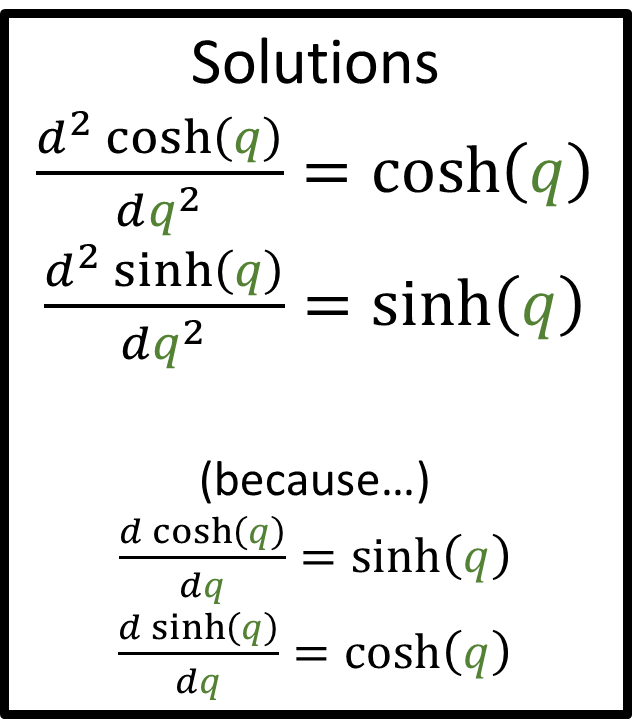 Solutions
d² cosh(q) / dq² = cosh(q)
d² sinh(q) / dq² = sinh(q)
(because…)
d cosh(q) / dq = sinh(q)
d sinh(q) / dq = cosh(q)